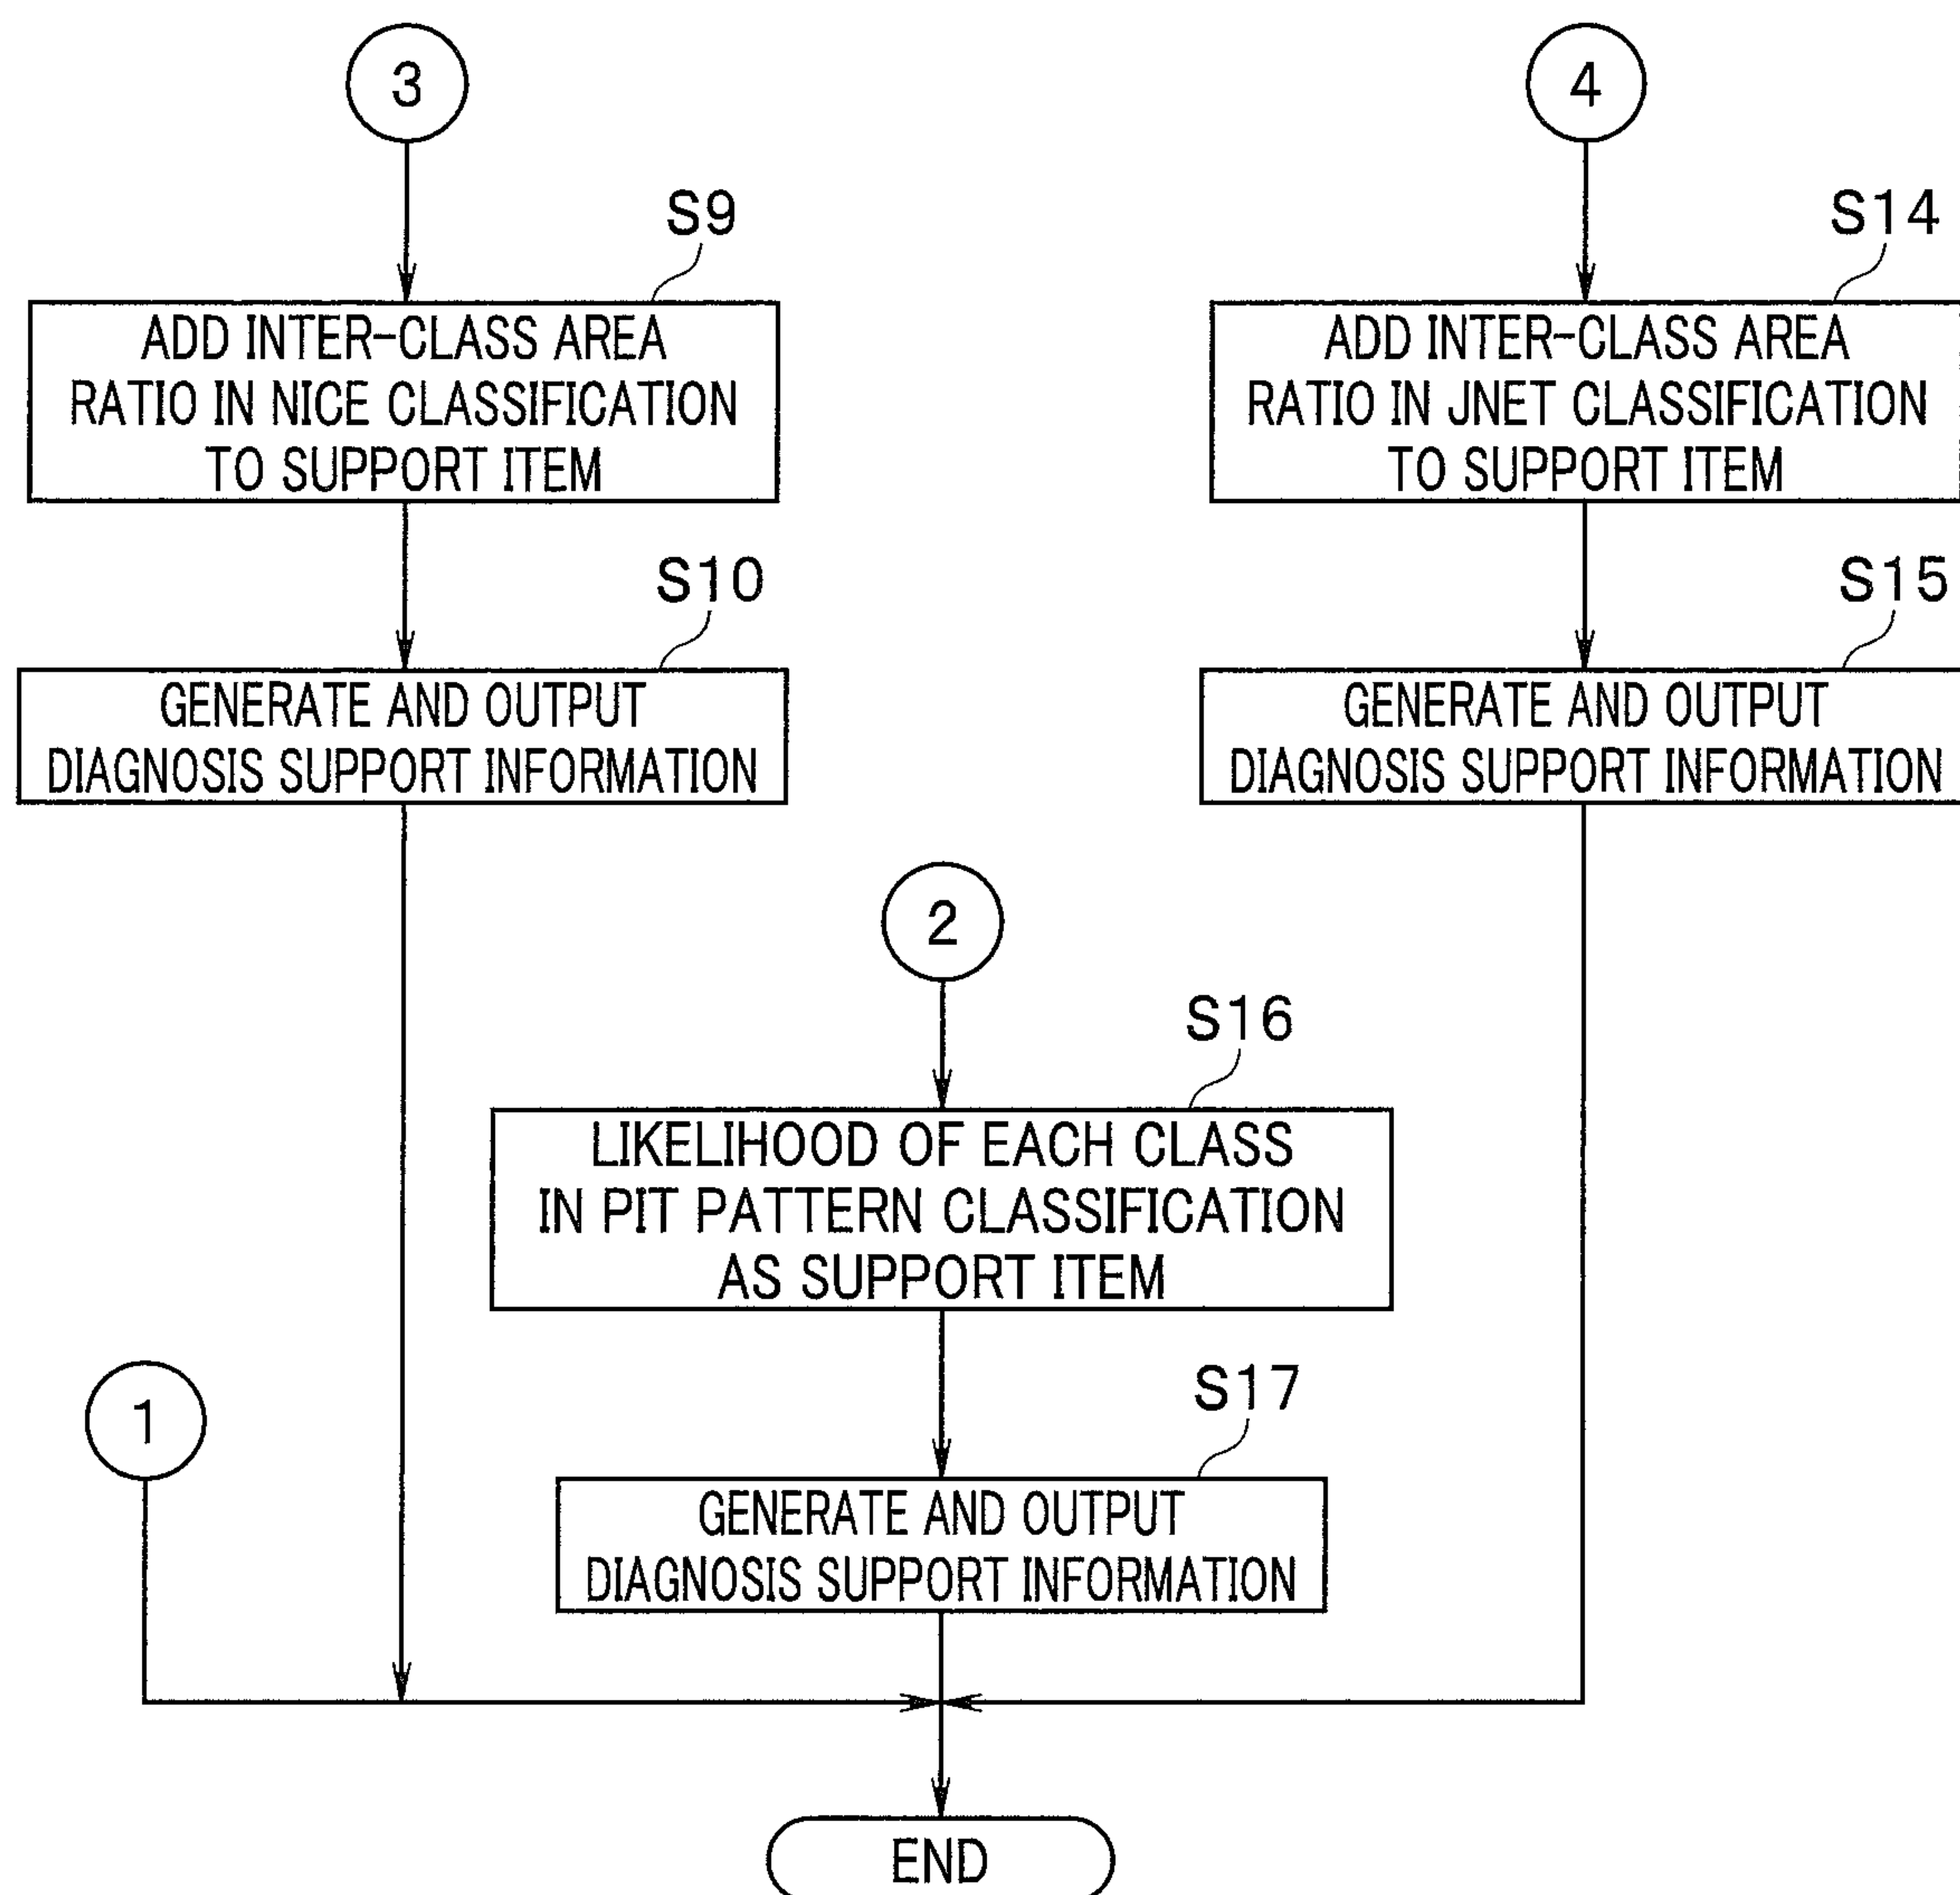 3
4
S9
S14
ADD INTER-CLASS AREA
RATIO IN NICE CLASSIFICATION
TO SUPPORT ITEM
ADD INTER-CLASS AREA
RATIO IN JNET CLASSIFICATION
TO SUPPORT ITEM
S10
S15
GENERATE AND OUTPUT
DIAGNOSIS SUPPORT INFORMATION
GENERATE AND OUTPUT
DIAGNOSIS SUPPORT INFORMATION
2
S16
LIKELIHOOD OF EACH CLASS
IN PIT PATTERN CLASSIFICATION
AS SUPPORT ITEM
1
S17
GENERATE AND OUTPUT
DIAGNOSIS SUPPORT INFORMATION
END